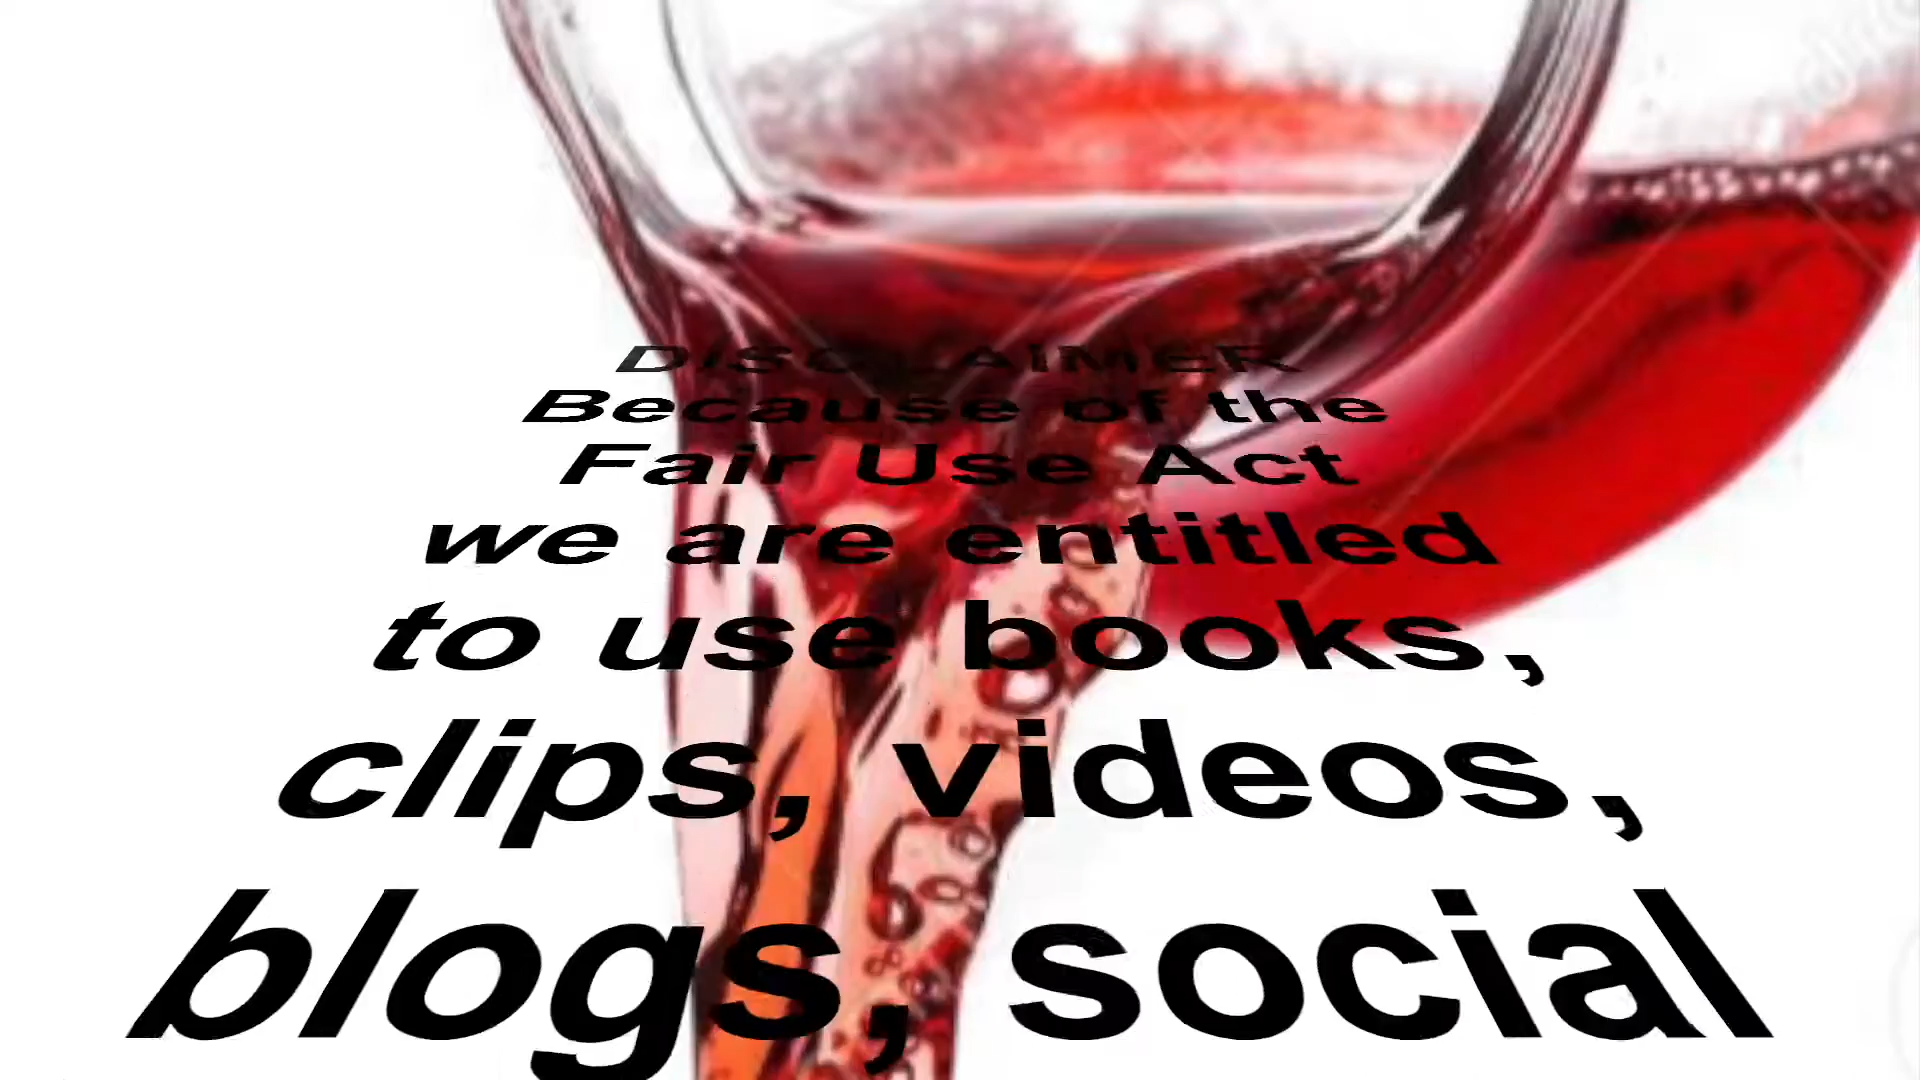 DISCLAIMER
Because of the
Fair Use Act
we are entitled
to use books,
clips, videos,
blogs, social